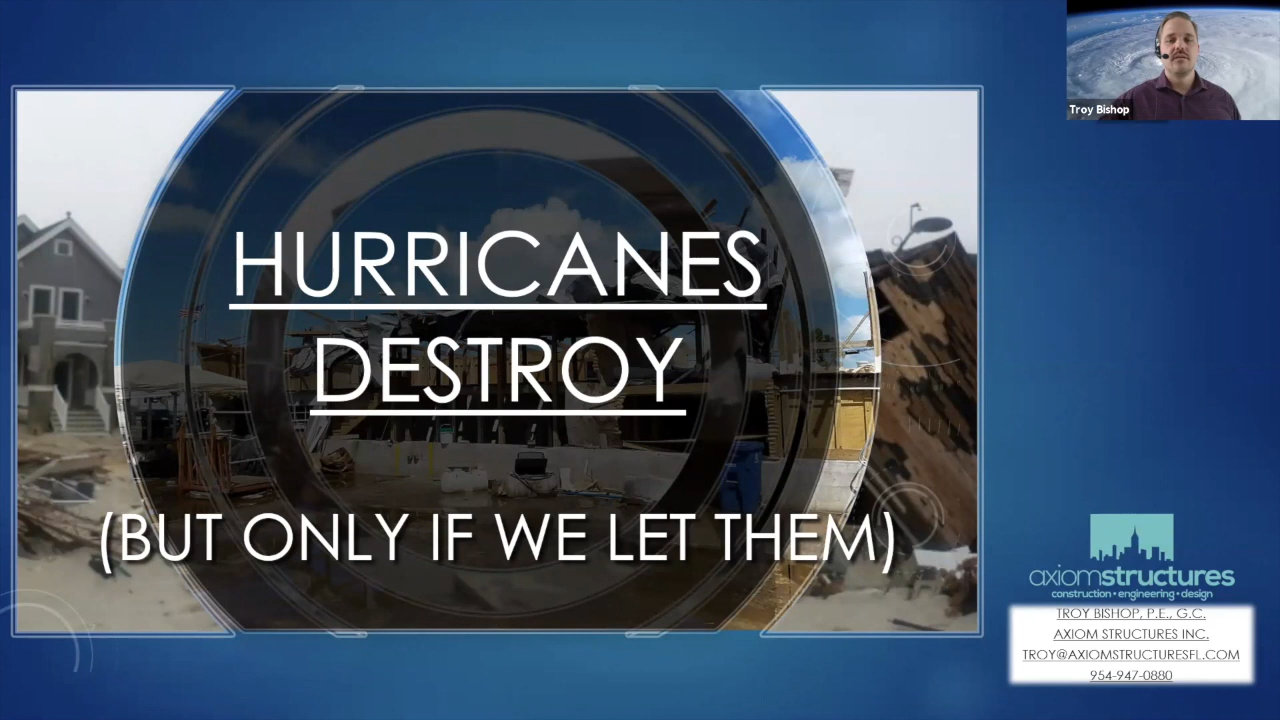 HURRICANES
DESTROY
(BUT ONLY IF WE LET THEM)
Troy Bishop
axiomstructures
construction • engineering • design
TROY BISHOP, P.E., G.C.
AXIOM STRUCTURES INC.
TROY@AXIOMSTRUCTURESFL.COM
954-947-0880